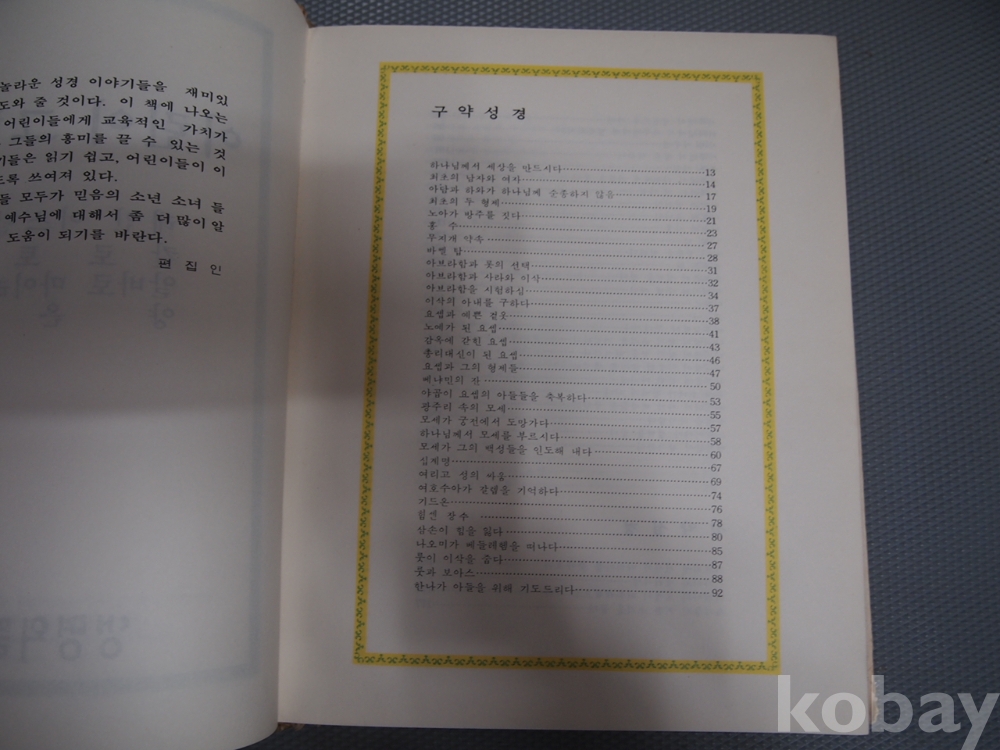 놀라운 성경 이야기들을 재미있
도와 줄 것이다. 이 책에 나오는
어린이들에게 교육적인 가치가
그들의 흥미를 끌 수 있는 것
기들은 읽기 쉽고, 어린이들이 이
록 쓰여져 있다.
들 모두가 믿음의 소년 소녀 들
예수님에 대해서 좀 더 많이 알
도움이 되기를 바란다.
편 집 인
구 약 성 경
하나님께서 세상을 만드시다 13
최초의 남자와 여자 14
아담과 하와가 하나님께 순종하지 않음 17
최초의 두 형제 19
노아가 방주를 짓다 21
홍 수 23
무지개 약속 27
바벨 탑 28
아브라함과 롯의 선택 31
아브라함과 사라와 이삭 32
아브라함을 시험하심 34
이삭의 아내를 구하다 37
요셉과 예쁜 겉옷 38
노예가 된 요셉 41
감옥에 갇힌 요셉 43
총리대신이 된 요셉 46
요셉과 그의 형제들 47
베냐민의 잔 50
야곱이 요셉의 아들들을 축복하다 53
광주리 속의 모세 55
모세가 궁전에서 도망가다 57
하나님께서 모세를 부르시다 58
모세가 그의 백성들을 인도해 내다 60
십계명 67
여리고 성의 싸움 69
여호수아가 갈렙을 기억하다 74
기드온 76
힘센 장수 78
삼손이 힘을 잃다 80
나오미가 베들레헴을 떠나다 85
룻이 이삭을 줍다 87
룻과 보아스 88
한나가 아들을 위해 기도드리다 92
kobay